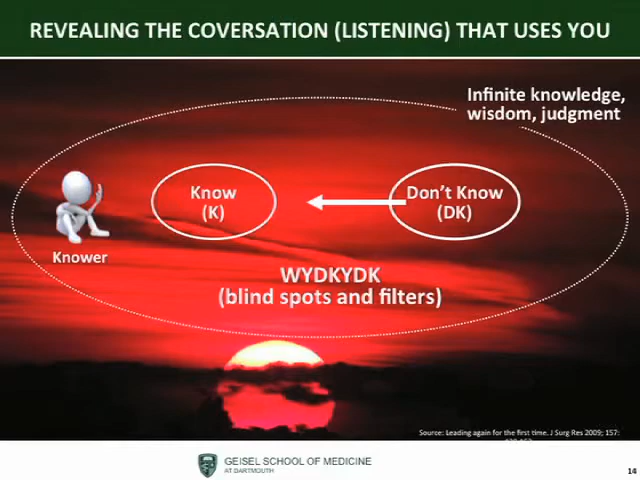 REVEALING THE COVERSATION (LISTENING) THAT USES YOU
Infinite knowledge,
wisdom, judgment
Know
(K)
Don't Know
(DK)
Knower
WYDKYDK
(blind spots and filters)
Source: Leading again for the first time. J Surg Res 2009; 157:
GEISEL SCHOOL OF MEDICINE
AT DARTMOUTH
14